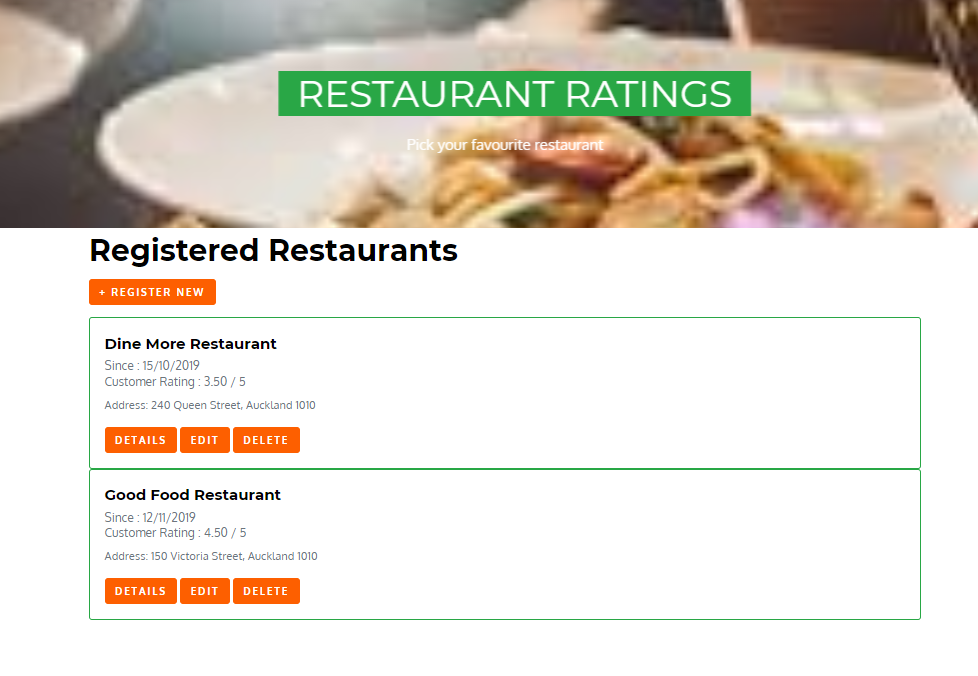 RESTAURANT RATINGS
Pick your favourite restaurant
Registered Restaurants
+ REGISTER NEW
Dine More Restaurant
Since : 15/10/2019
Customer Rating : 3.50 / 5
Address: 240 Queen Street, Auckland 1010
DETAILS EDIT DELETE
Good Food Restaurant
Since : 12/11/2019
Customer Rating : 4.50 / 5
Address: 150 Victoria Street, Auckland 1010
DETAILS EDIT DELETE